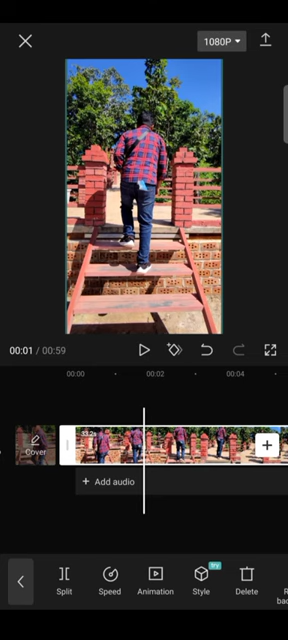 1080P
00:01 / 00:59
00:00
00:02
00:04
Cover
+ Add audio
try
Split
Speed
Animation
Style
Delete